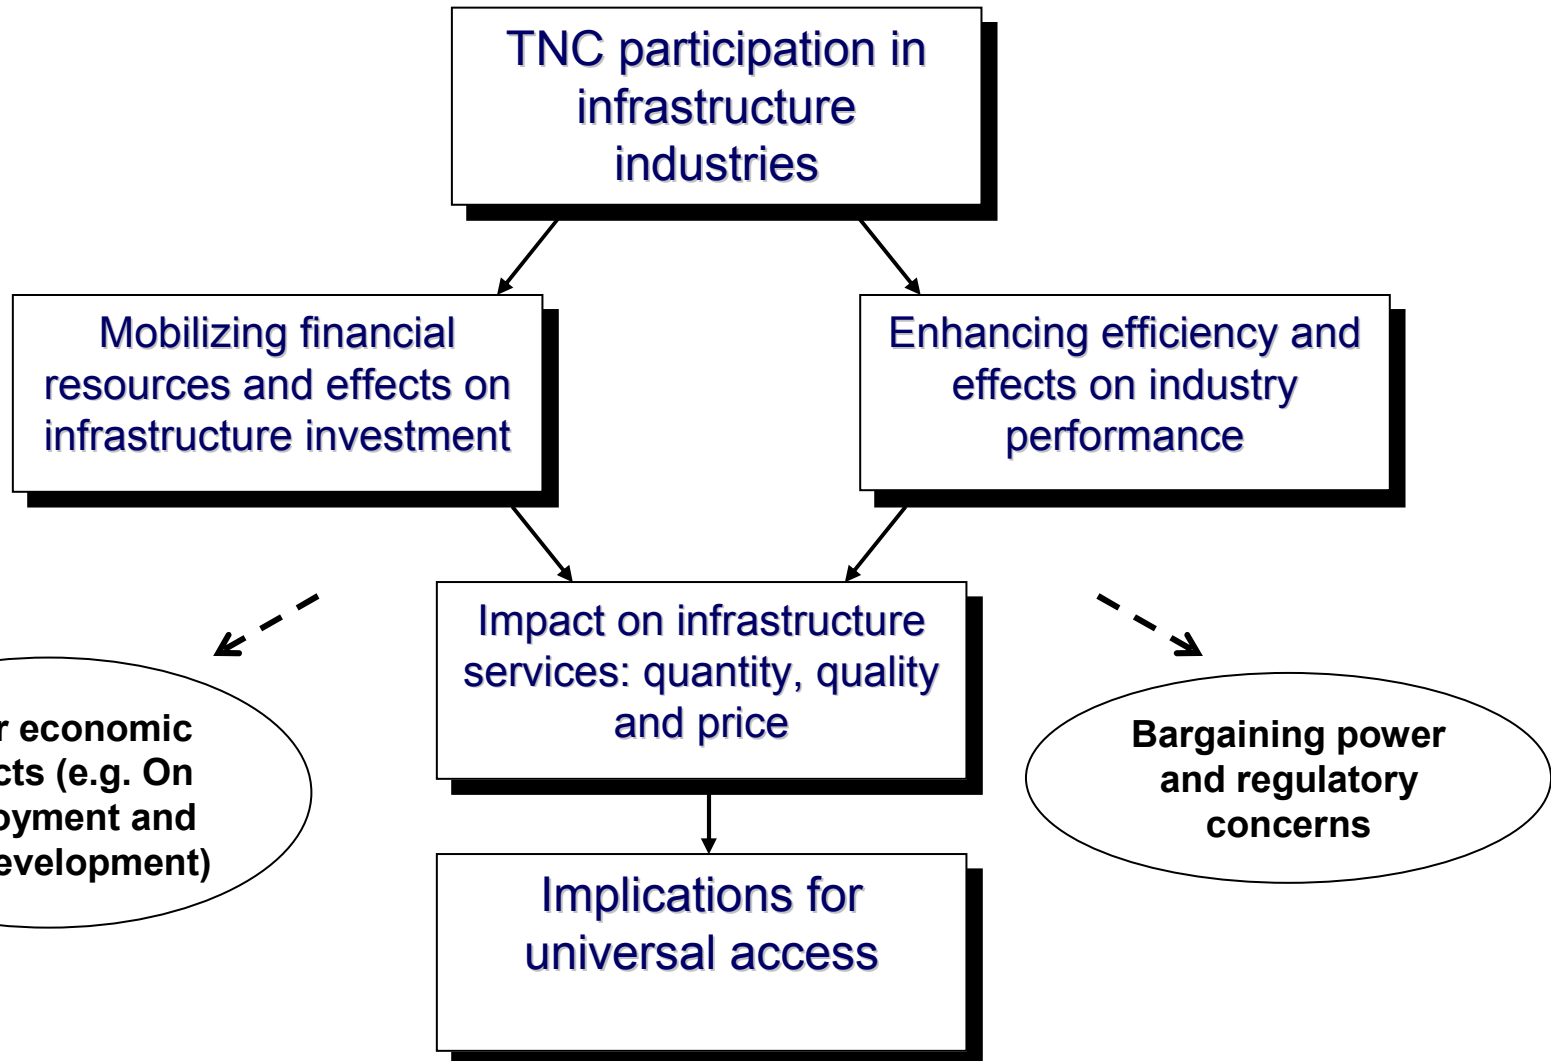 TNC participation in
infrastructure
industries
Mobilizing financial
resources and effects on
infrastructure investment
Enhancing efficiency and
effects on industry
performance
Impact on infrastructure
services: quantity, quality
and price
economic
(e.g. On
and
Bargaining power
and regulatory
concerns
Implications for
universal access